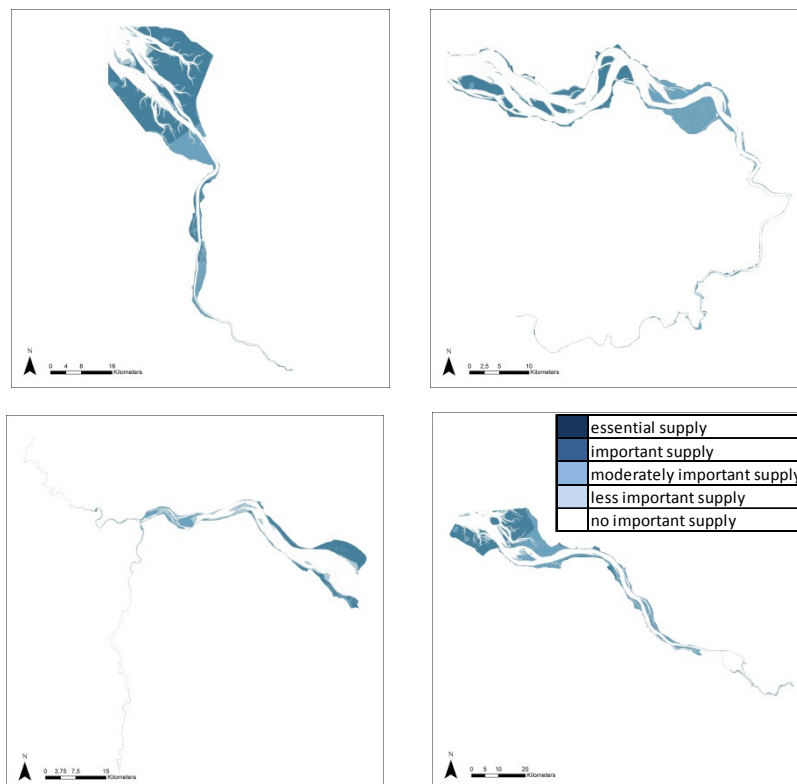 N
0 4 8 16
Kilometers
N
0 2,5 5 10
Kilometers
essential supply
important supply
moderately important supply
less important supply
no important supply
N
0 3,75 7,5 15
Kilometers
N
0 5 10 20
Kilometers